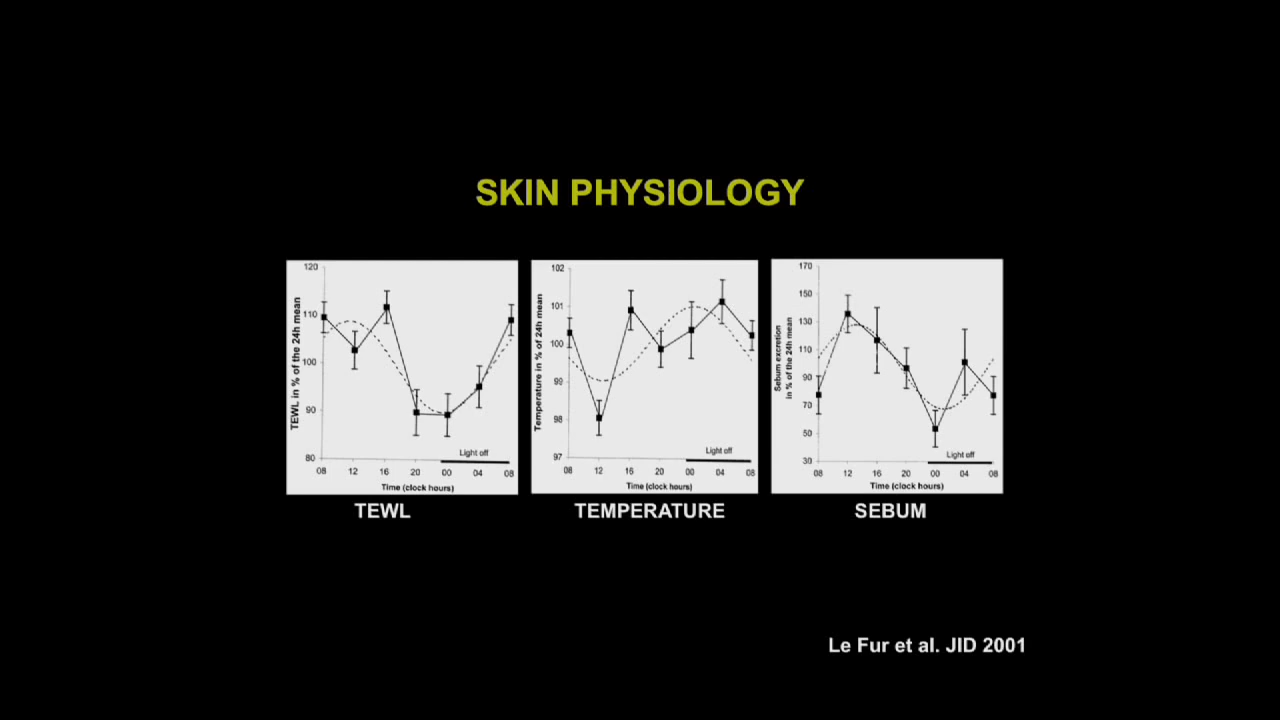 SKIN PHYSIOLOGY
120
110
100
90
80
TEWL in % of the 24h mean
Light off
08 12 16 20 00 04 08
Time (clock hours)
TEWL
102
101
100
99
98
97
Temperature in % of 24h mean
Light off
08 12 16 20 00 04 08
Time (clock hours)
TEMPERATURE
170
150
130
110
90
70
50
30
Sebum excretion
in % of the 24h mean
Light off
08 12 16 20 00 04 08
Time (clock hours)
SEBUM
Le Fur et al. JID 2001